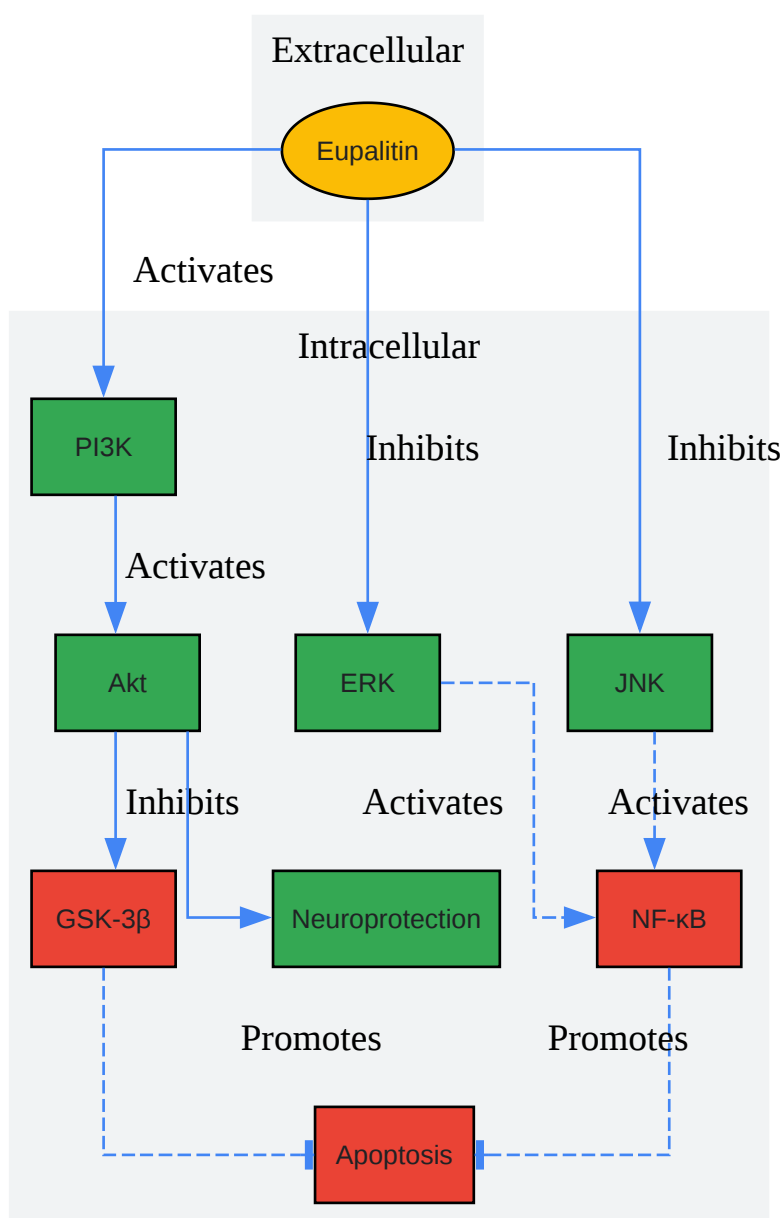 Extracellular
Eupalitin
Activates
Intracellular
PI3K
Inhibits
Inhibits
Activates
Akt
ERK
JNK
Inhibits
Activates
Activates
GSK-3β
Neuroprotection
NF-κB
Promotes
Promotes
Apoptosis